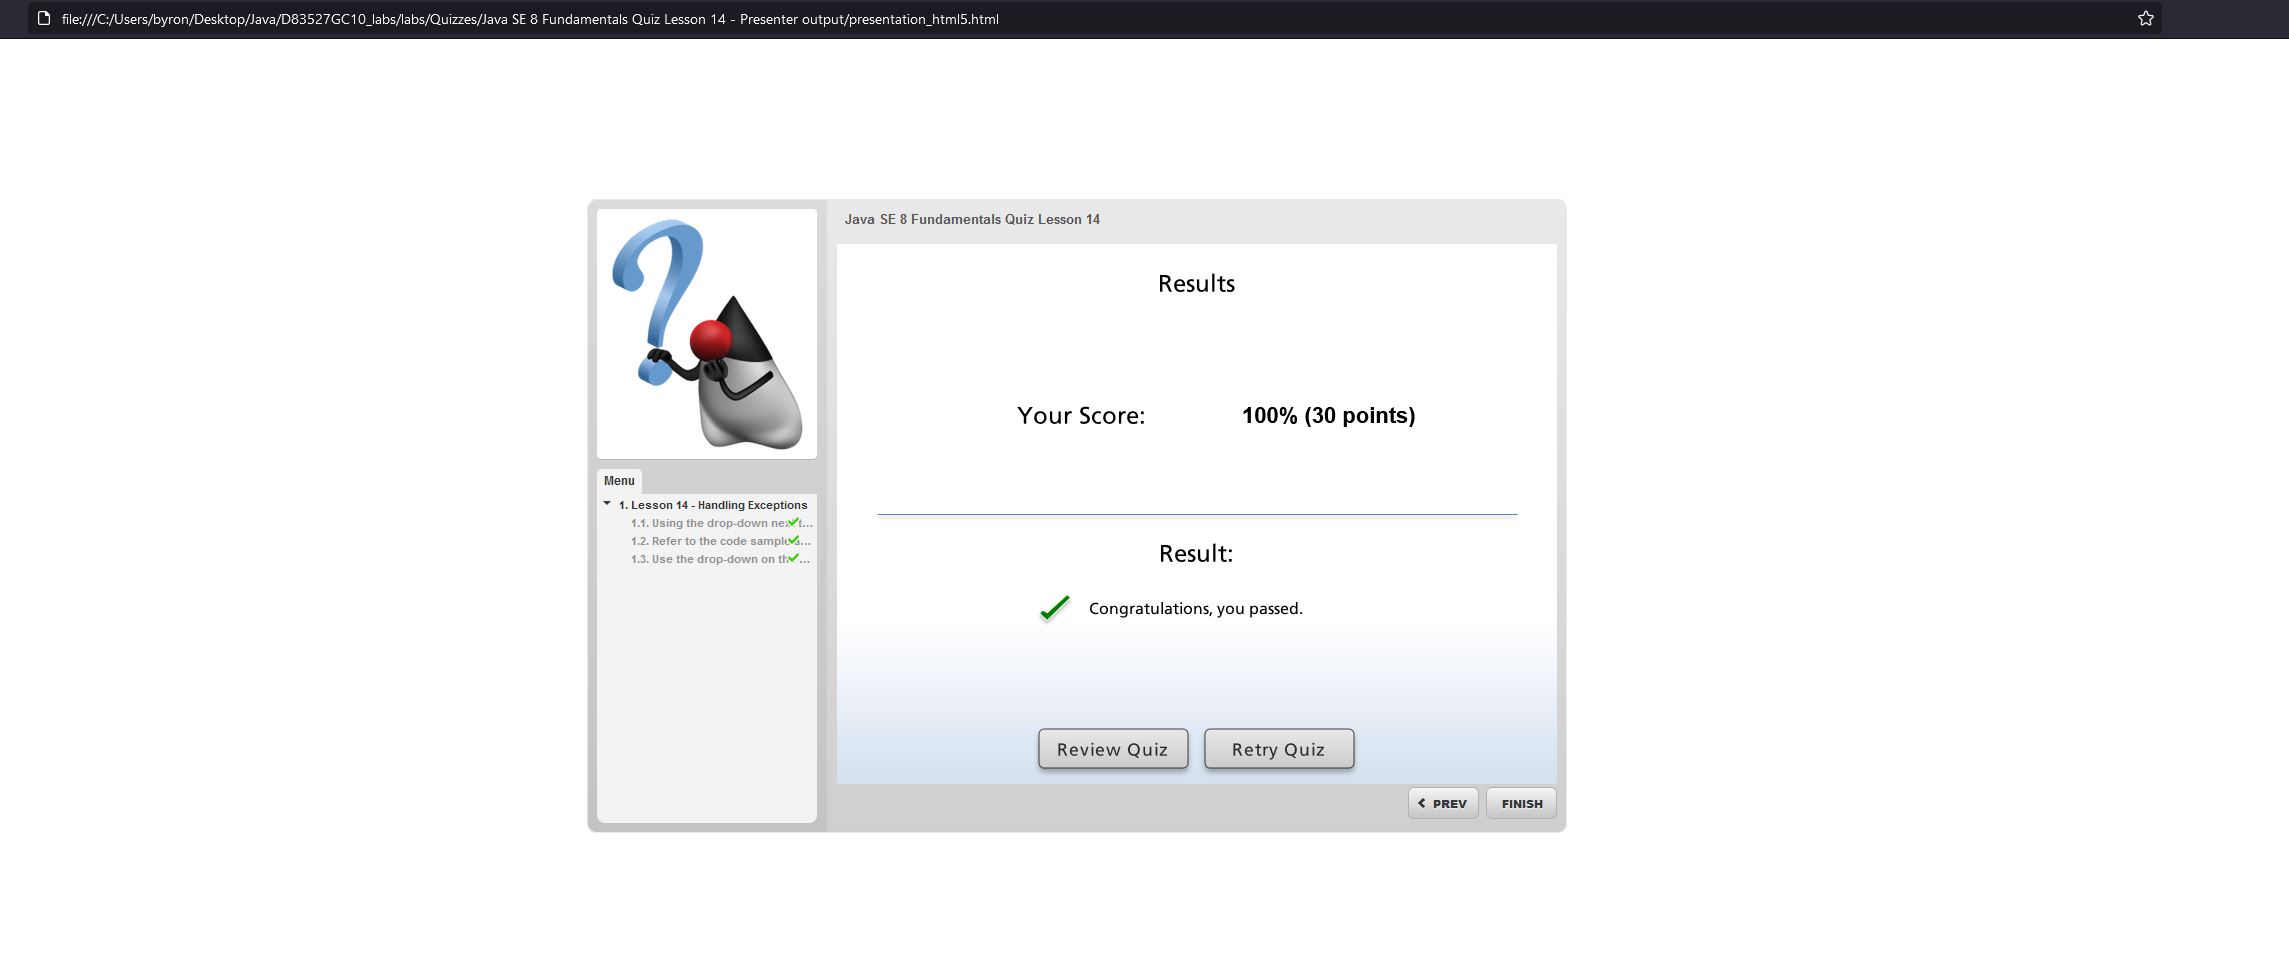 file:///C:/Users/byron/Desktop/Java/D83527GC10_labs/labs/Quizzes/Java SE 8 Fundamentals Quiz Lesson 14 - Presenter output/presentation_html5.html
Java SE 8 Fundamentals Quiz Lesson 14
Menu
1. Lesson 14 - Handling Exceptions
1.1. Using the drop-down next t...
1.2. Refer to the code sample a...
1.3. Use the drop-down on th ...
Results
Your Score: 100% (30 points)
Result:
Congratulations, you passed.
Review Quiz Retry Quiz
PREV FINISH